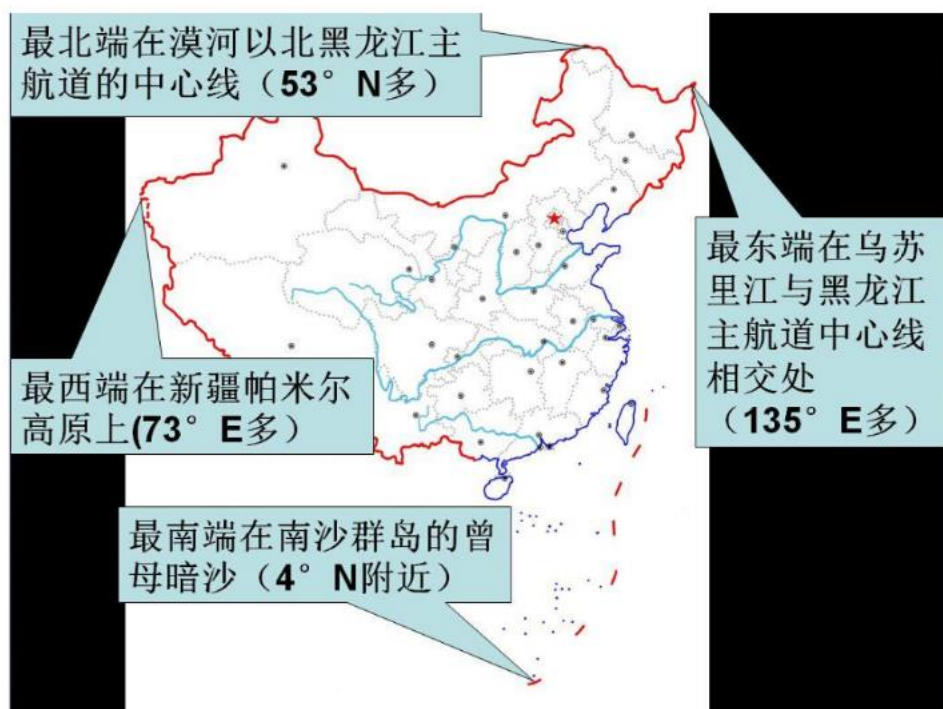 最北端在漠河以北黑龙江主
航道的中心线（53°N多）
最东端在乌苏
里江与黑龙江
主航道中心线
相交处
（135°E多）
最西端在新疆帕米尔
高原上(73°E多）
最南端在南沙群岛的曾
母暗沙（4°N附近）